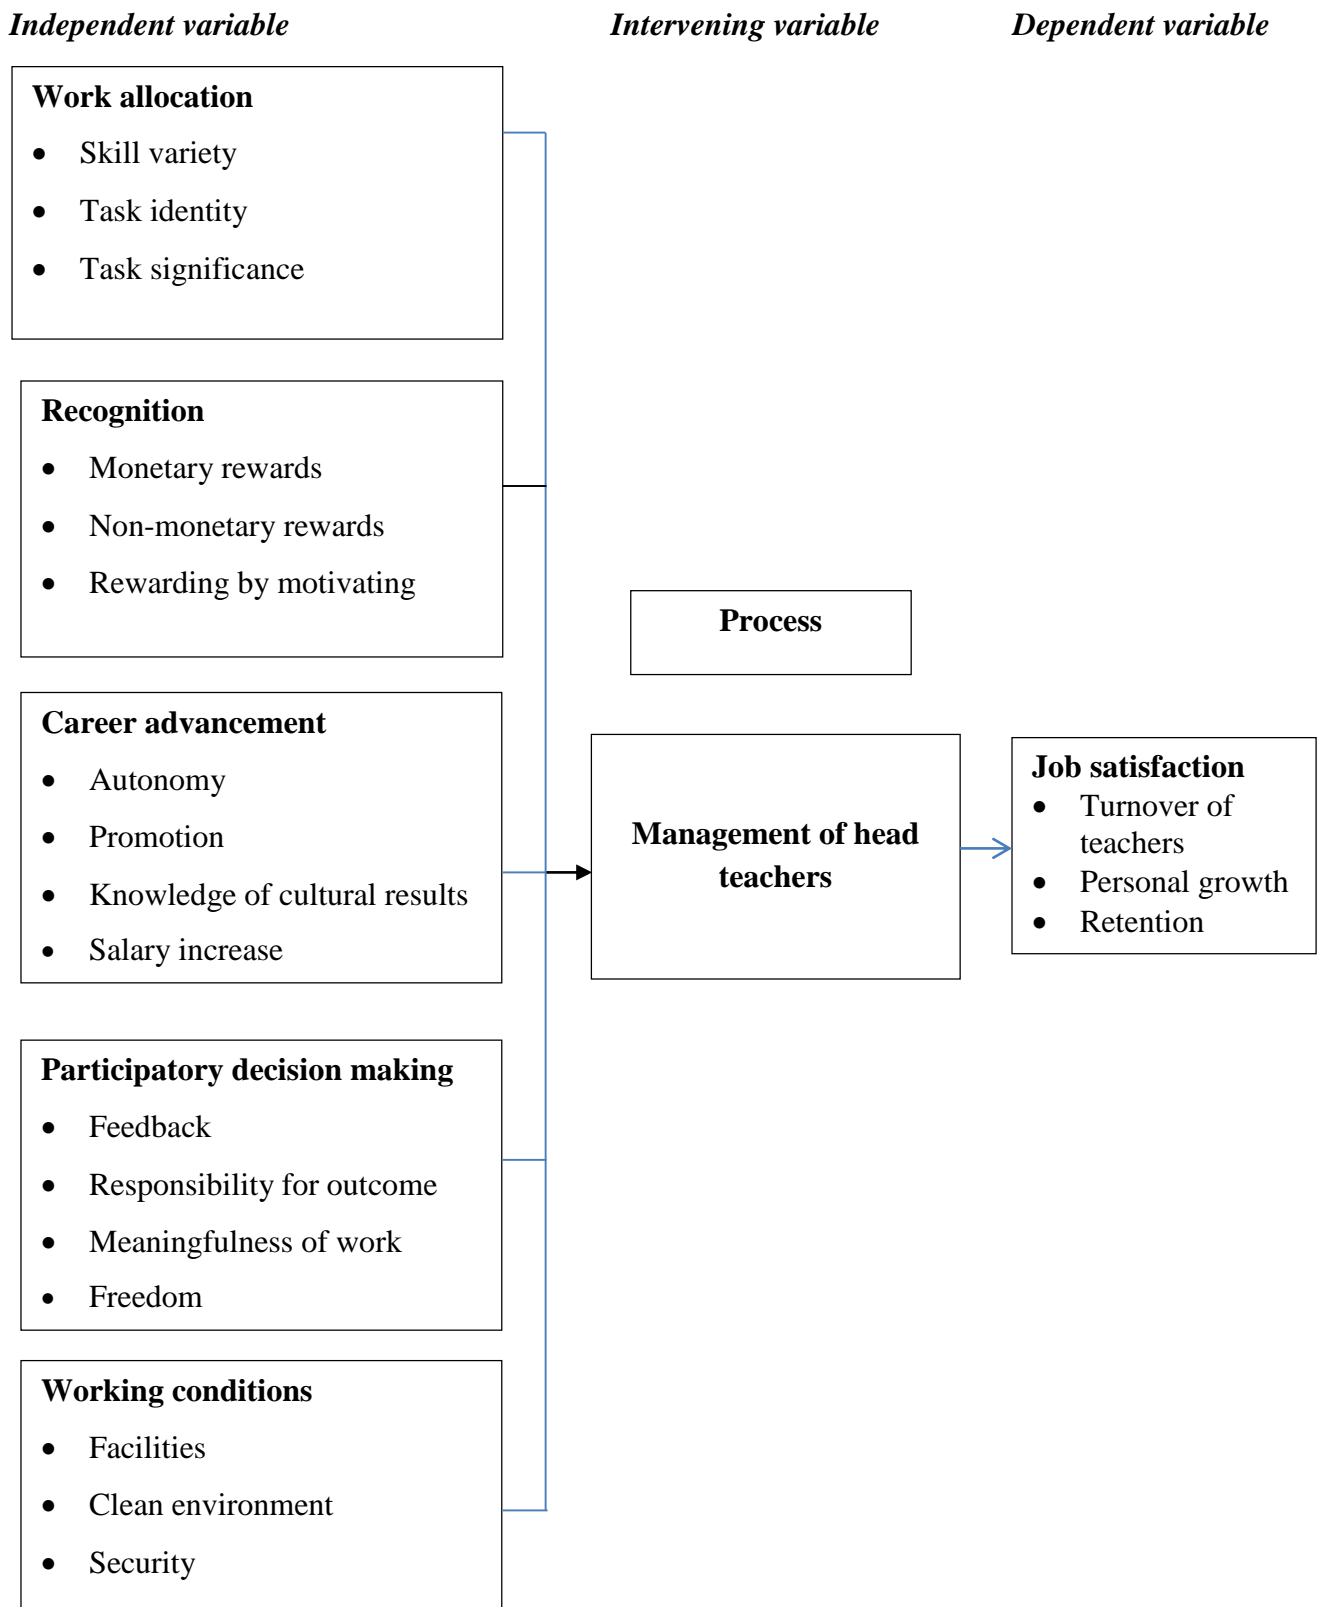 Independent variable
Intervening variable
Dependent variable
Work allocation
• Skill variety
• Task identity
• Task significance
Recognition
• Monetary rewards
• Non-monetary rewards
• Rewarding by motivating
Career advancement
• Autonomy
• Promotion
• Knowledge of cultural results
• Salary increase
Participatory decision making
• Feedback
• Responsibility for outcome
• Meaningfulness of work
• Freedom
Working conditions
• Facilities
• Clean environment
• Security
Process
Management of head
teachers
Job satisfaction
• Turnover of
teachers
• Personal growth
• Retention